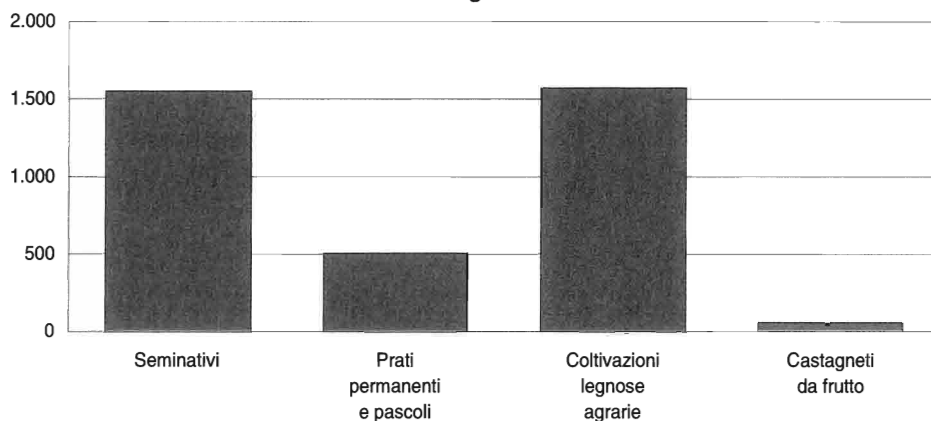 2.000
1.500
1.000
500
0
Seminativi
Prati
permanenti
e pascoli
Coltivazioni
legnose
agrarie
Castagneti
da frutto